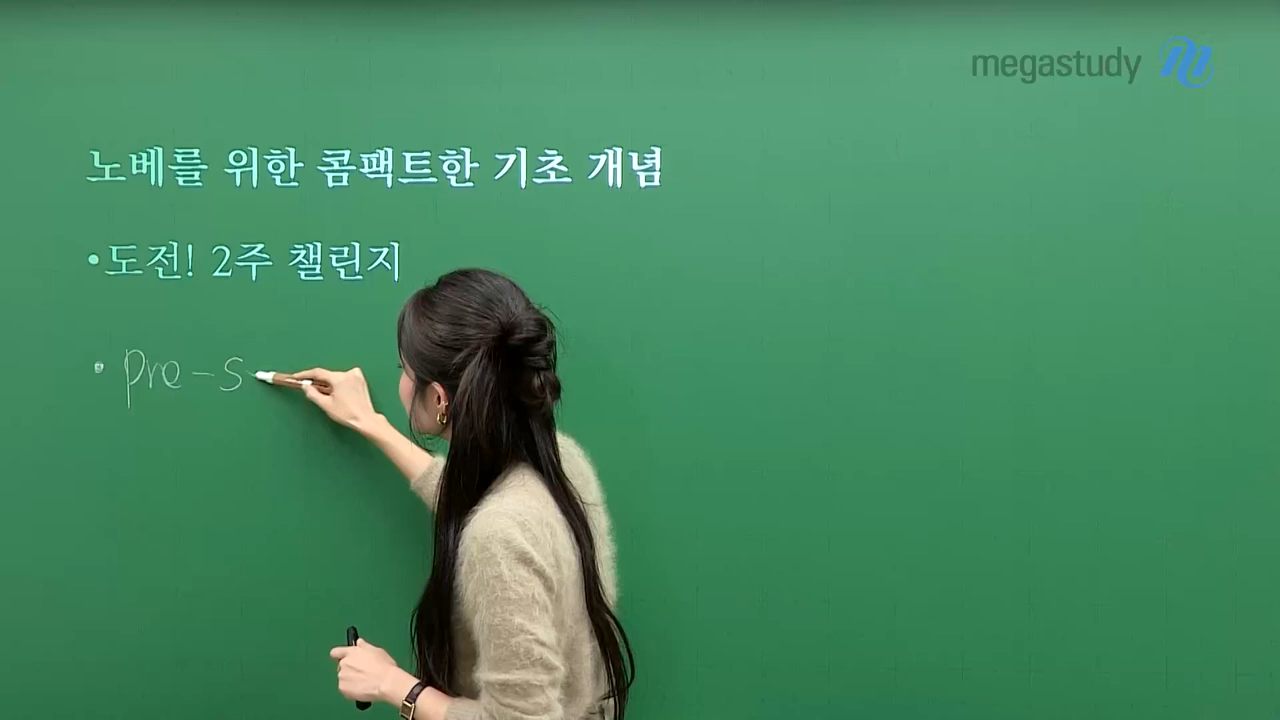 megastudy
노베를 위한 콤팩트한 기초 개념
•도전! 2주 챌린지
• pre-s